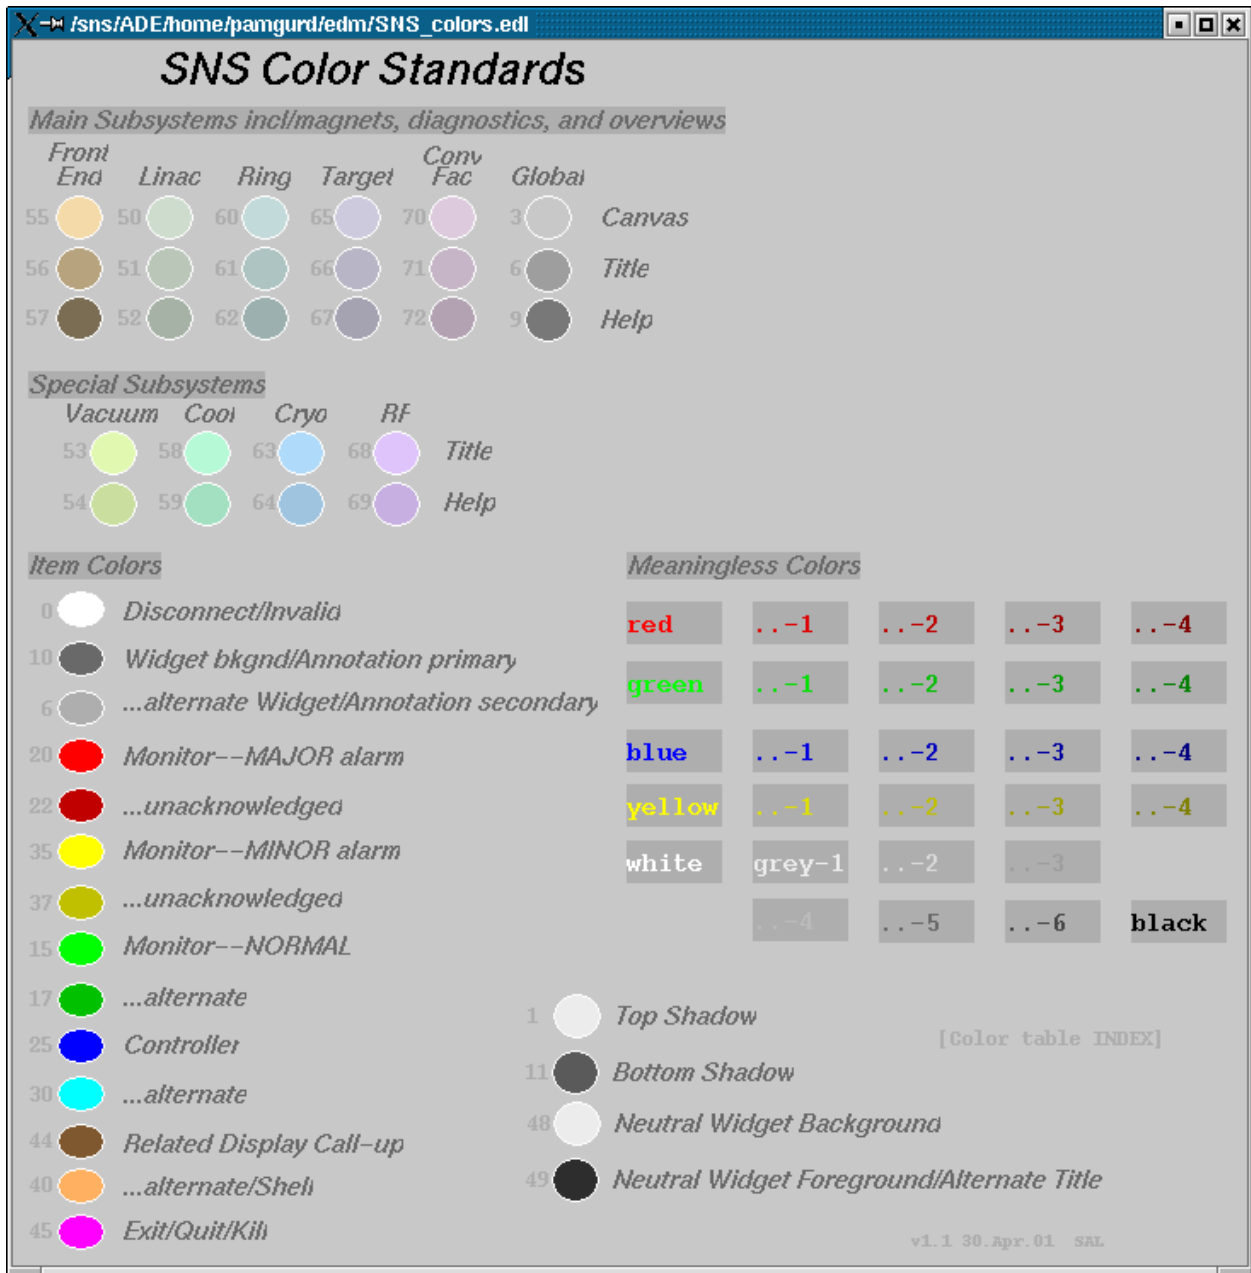 /sns/ADE/home/pamgurd/edm/SNS_colors.edl
SNS Color Standards
Main Subsystems incl/magnets, diagnostics, and overviews
Front End Linac Ring Target Conv Fac Global
55 50 60 65 70 3 Canvas
56 51 61 66 71 6 Title
57 52 62 67 72 9 Help
Special Subsystems
Vacuum Cool Cryo RF
53 58 63 68 Title
54 59 64 69 Help
Item Colors
0 Disconnect/Invalid
10 Widget bkgnd/Annotation primary
6 ...alternate Widget/Annotation secondary
20 Monitor--MAJOR alarm
22 ...unacknowledged
35 Monitor--MINOR alarm
37 ...unacknowledged
15 Monitor--NORMAL
17 ...alternate
25 Controller
30 ...alternate
44 Related Display Call-up
40 ...alternate/Shell
45 Exit/Quit/Kill
Meaningless Colors
red ..-1 ..-2 ..-3 ..-4
green ..-1 ..-2 ..-3 ..-4
blue ..-1 ..-2 ..-3 ..-4
yellow ..-1 ..-2 ..-3 ..-4
white grey-1 ..-2 ..-3
..-4 ..-5 ..-6 black
1 Top Shadow
[Color table INDEX]
11 Bottom Shadow
48 Neutral Widget Background
49 Neutral Widget Foreground/Alternate Title
v1.1 30.Apr.01 SAL